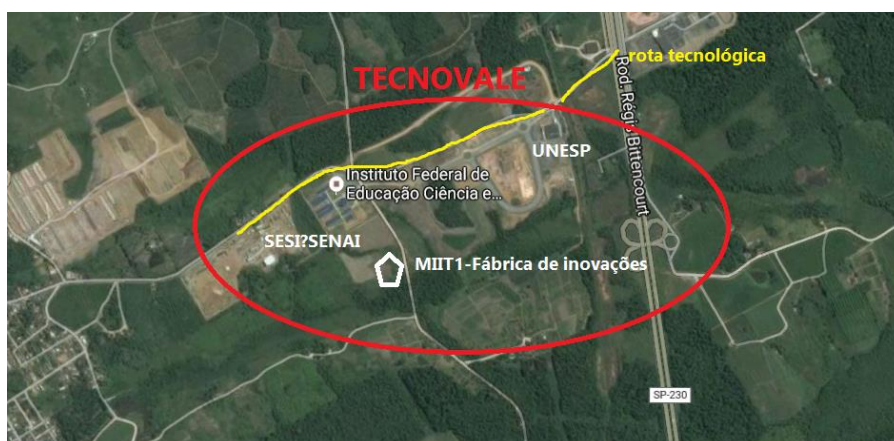 rota tecnológica
TECNOVALE
Rod. Régis Bittencourt
UNESP
Instituto Federal de
Educação Ciência e...
SESI?SENAI
MIIT1-Fábrica de inovações
SP-230